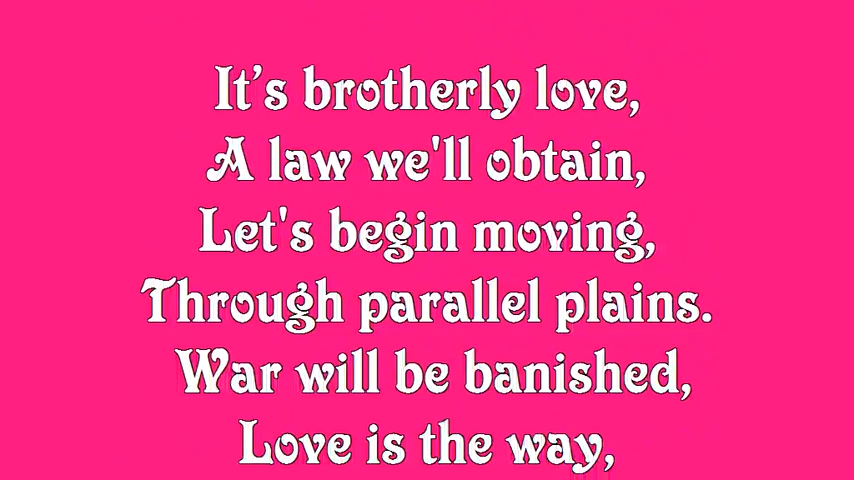 It’s brotherly love,
A law we'll obtain,
Let's begin moving,
Through parallel plains.
War will be banished,
Love is the way,